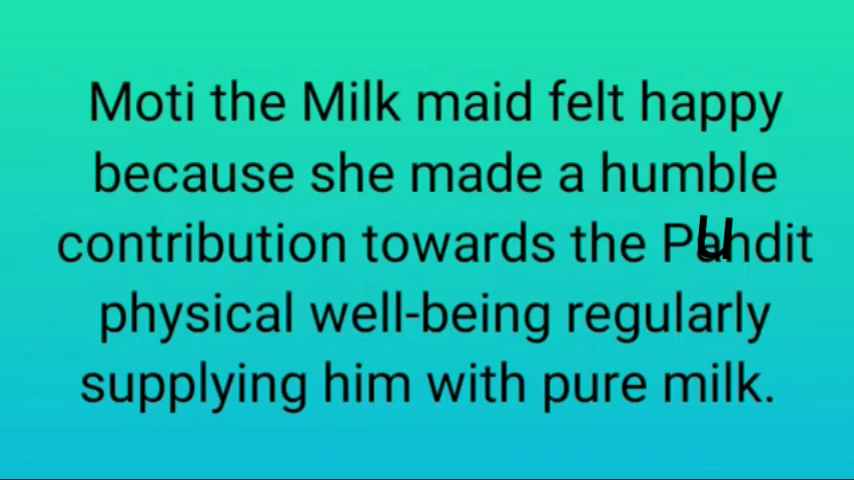 Moti the Milk maid felt happy
because she made a humble
contribution towards the Pundit
physical well-being regularly
supplying him with pure milk.